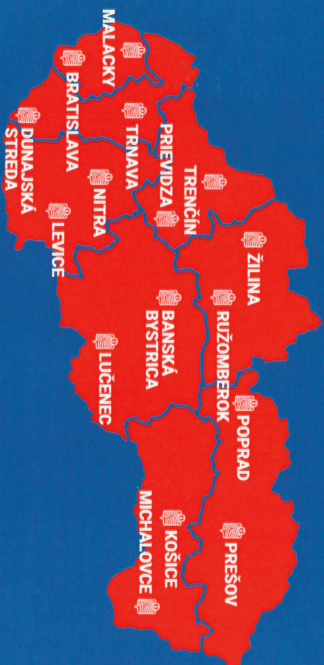 ŽILINA
TRENČÍN
RUŽOMBEROK
POPRAD
PREŠOV
MALACKY
TRNAVA
PRIEVIDZA
BANSKÁ
BYSTRICA
KOŠICE
MICHALOVCE
BRATISLAVA
NITRA
LEVICE
LUČENEC
DUNAJSKÁ
STREDA